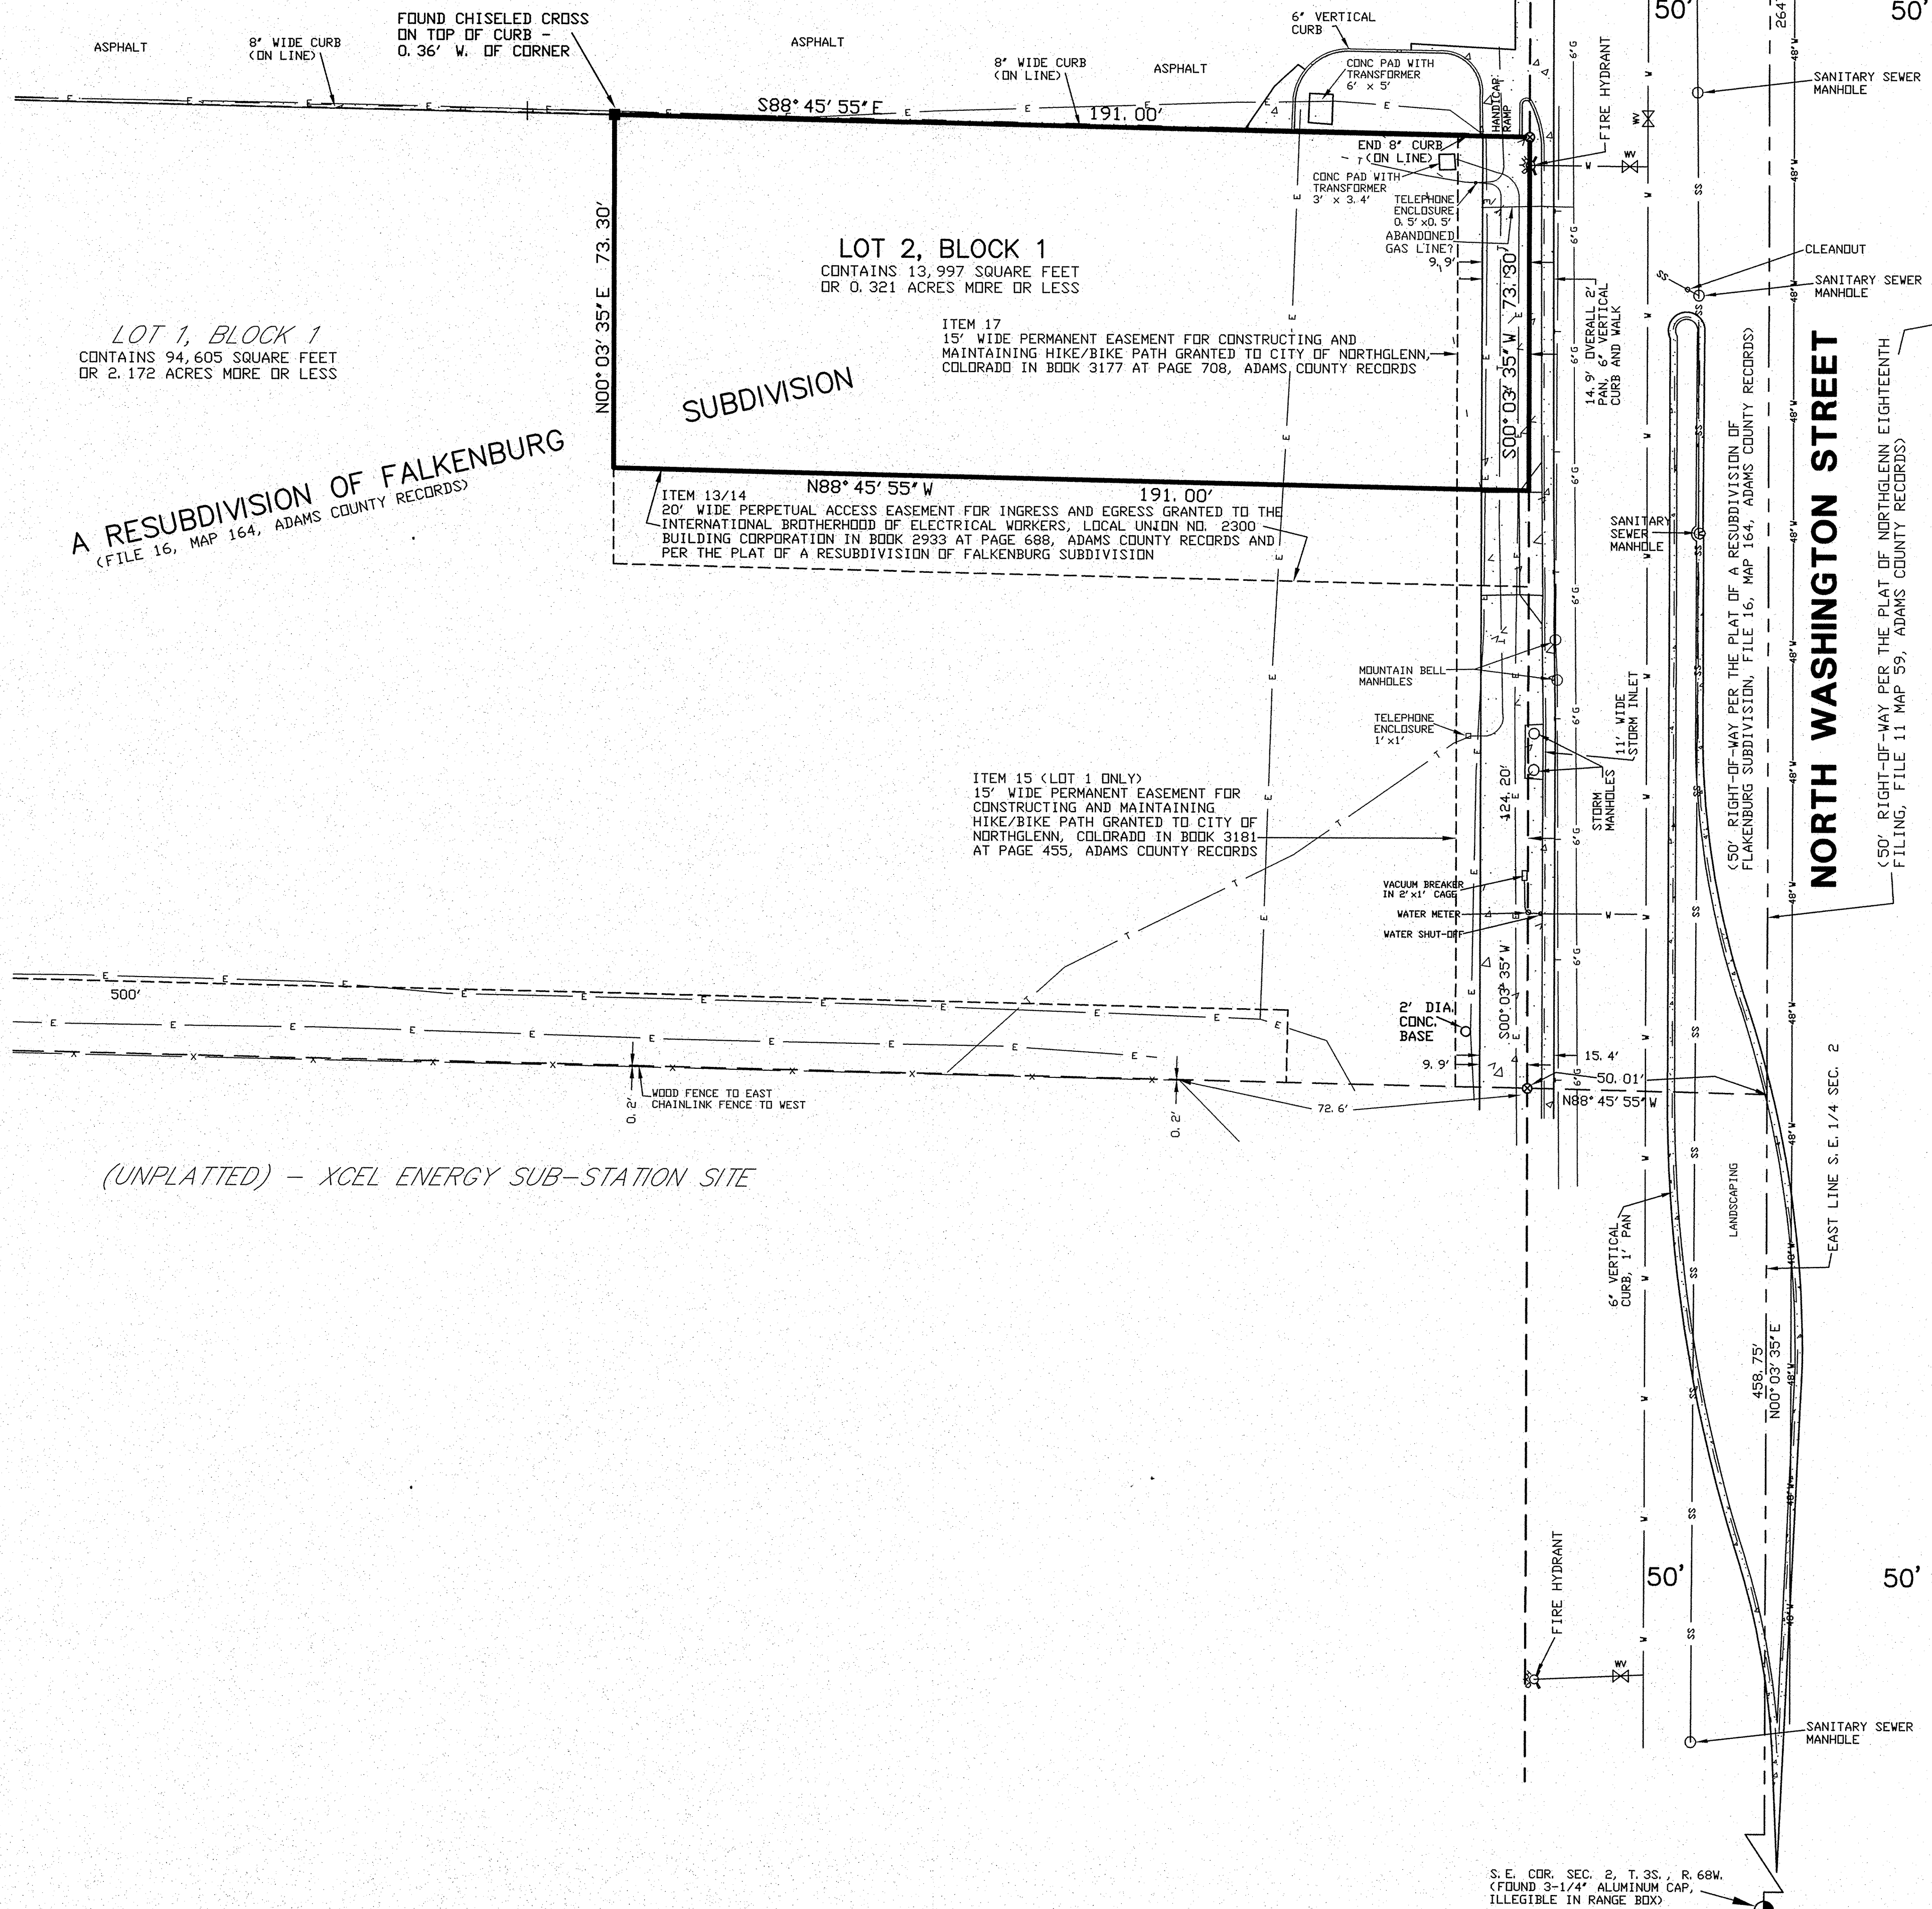 FOUND CHISELED CROSS
ON TOP OF CURB -
0.36' W. OF CORNER
ASPHALT
8" WIDE CURB
(ON LINE)
ASPHALT
8" WIDE CURB
(ON LINE)
ASPHALT
6" VERTICAL
CURB
CONC PAD WITH
TRANSFORMER
6' x 5'
HANDICAP
RAMP
FIRE HYDRANT
50'
50'
264
SANITARY SEWER
MANHOLE
S88°45'55"E
191.00'
END 8" CURB
(ON LINE)
CONC PAD WITH
TRANSFORMER
3' x 3.4'
TELEPHONE
ENCLOSURE
0.5'x0.5'
ABANDONED
GAS LINE?
9.9'
WV
WV
CLEANOUT
SANITARY SEWER
MANHOLE
N00°03'35"E 73.30'
LOT 2, BLOCK 1
CONTAINS 13,997 SQUARE FEET
OR 0.321 ACRES MORE OR LESS
S00°03'35"W 73.30'
14.9' OVERALL 2'
PAN, 6" VERTICAL
CURB AND WALK
LOT 1, BLOCK 1
CONTAINS 94,605 SQUARE FEET
OR 2.172 ACRES MORE OR LESS
ITEM 17
15' WIDE PERMANENT EASEMENT FOR CONSTRUCTING AND
MAINTAINING HIKE/BIKE PATH GRANTED TO CITY OF NORTHGLENN,
COLORADO IN BOOK 3177 AT PAGE 708, ADAMS COUNTY RECORDS
SUBDIVISION
A RESUBDIVISION OF FALKENBURG
(FILE 16, MAP 164, ADAMS COUNTY RECORDS)
N88°45'55"W
191.00'
ITEM 13/14
20' WIDE PERPETUAL ACCESS EASEMENT FOR INGRESS AND EGRESS GRANTED TO THE
INTERNATIONAL BROTHERHOOD OF ELECTRICAL WORKERS, LOCAL UNION NO. 2300
BUILDING CORPORATION IN BOOK 2933 AT PAGE 688, ADAMS COUNTY RECORDS AND
PER THE PLAT OF A RESUBDIVISION OF FALKENBURG SUBDIVISION
SANITARY
SEWER
MANHOLE
(50' RIGHT-OF-WAY PER THE PLAT OF A RESUBDIVISION OF
FLAKENBURG SUBDIVISION, FILE 16, MAP 164, ADAMS COUNTY RECORDS)
NORTH WASHINGTON STREET
(50' RIGHT-OF-WAY PER THE PLAT OF NORTHGLENN EIGHTEENTH
FILING, FILE 11 MAP 59, ADAMS COUNTY RECORDS)
MOUNTAIN BELL
MANHOLES
TELEPHONE
ENCLOSURE
1'x1'
11' WIDE
STORM INLET
STORM
MANHOLES
124.20'
ITEM 15 (LOT 1 ONLY)
15' WIDE PERMANENT EASEMENT FOR
CONSTRUCTING AND MAINTAINING
HIKE/BIKE PATH GRANTED TO CITY OF
NORTHGLENN, COLORADO IN BOOK 3181
AT PAGE 455, ADAMS COUNTY RECORDS
VACUUM BREAKER
IN 2'x1' CAGE
WATER METER
WATER SHUT-OFF
S00°03'35"W
500'
2' DIA.
CONC.
BASE
9.9'
15.4'
50.01'
N88°45'55"W
72.6'
0.2'
WOOD FENCE TO EAST
CHAINLINK FENCE TO WEST
0.2'
(UNPLATTED) - XCEL ENERGY SUB-STATION SITE
EAST LINE S.E. 1/4 SEC. 2
LANDSCAPING
6" VERTICAL
CURB, 1' PAN
458.75'
N00°03'35"E
50'
50'
FIRE HYDRANT
WV
SANITARY SEWER
MANHOLE
S.E. COR. SEC. 2, T.3S., R.68W.
(FOUND 3-1/4" ALUMINUM CAP,
ILLEGIBLE IN RANGE BOX)